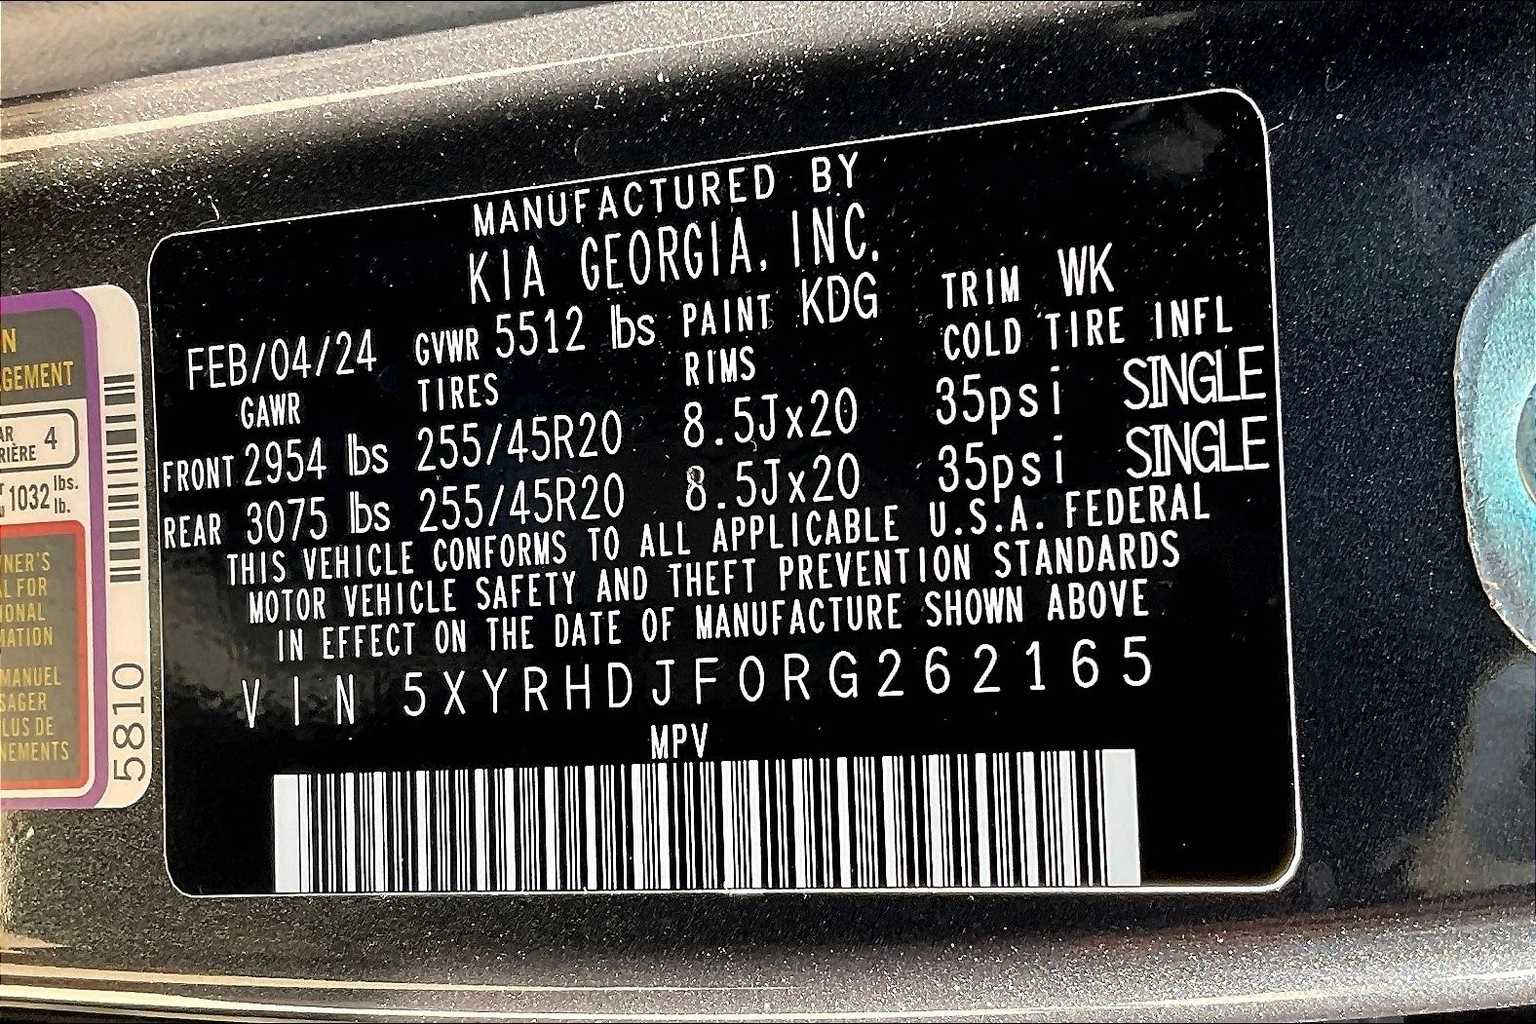 MANUFACTURED BY
KIA GEORGIA, INC.
FEB/04/24 GVWR 5512 lbs PAINT KDG TRIM WK
GAWR TIRES RIMS COLD TIRE INFL
FRONT 2954 lbs 255/45R20 8.5Jx20 35psi SINGLE
REAR 3075 lbs 255/45R20 8.5Jx20 35psi SINGLE
THIS VEHICLE CONFORMS TO ALL APPLICABLE U.S.A. FEDERAL
MOTOR VEHICLE SAFETY AND THEFT PREVENTION STANDARDS
IN EFFECT ON THE DATE OF MANUFACTURE SHOWN ABOVE
VIN 5XYRHDJF0RG262165
MPV
4
1032 lbs.
lb.
MANUEL
5810